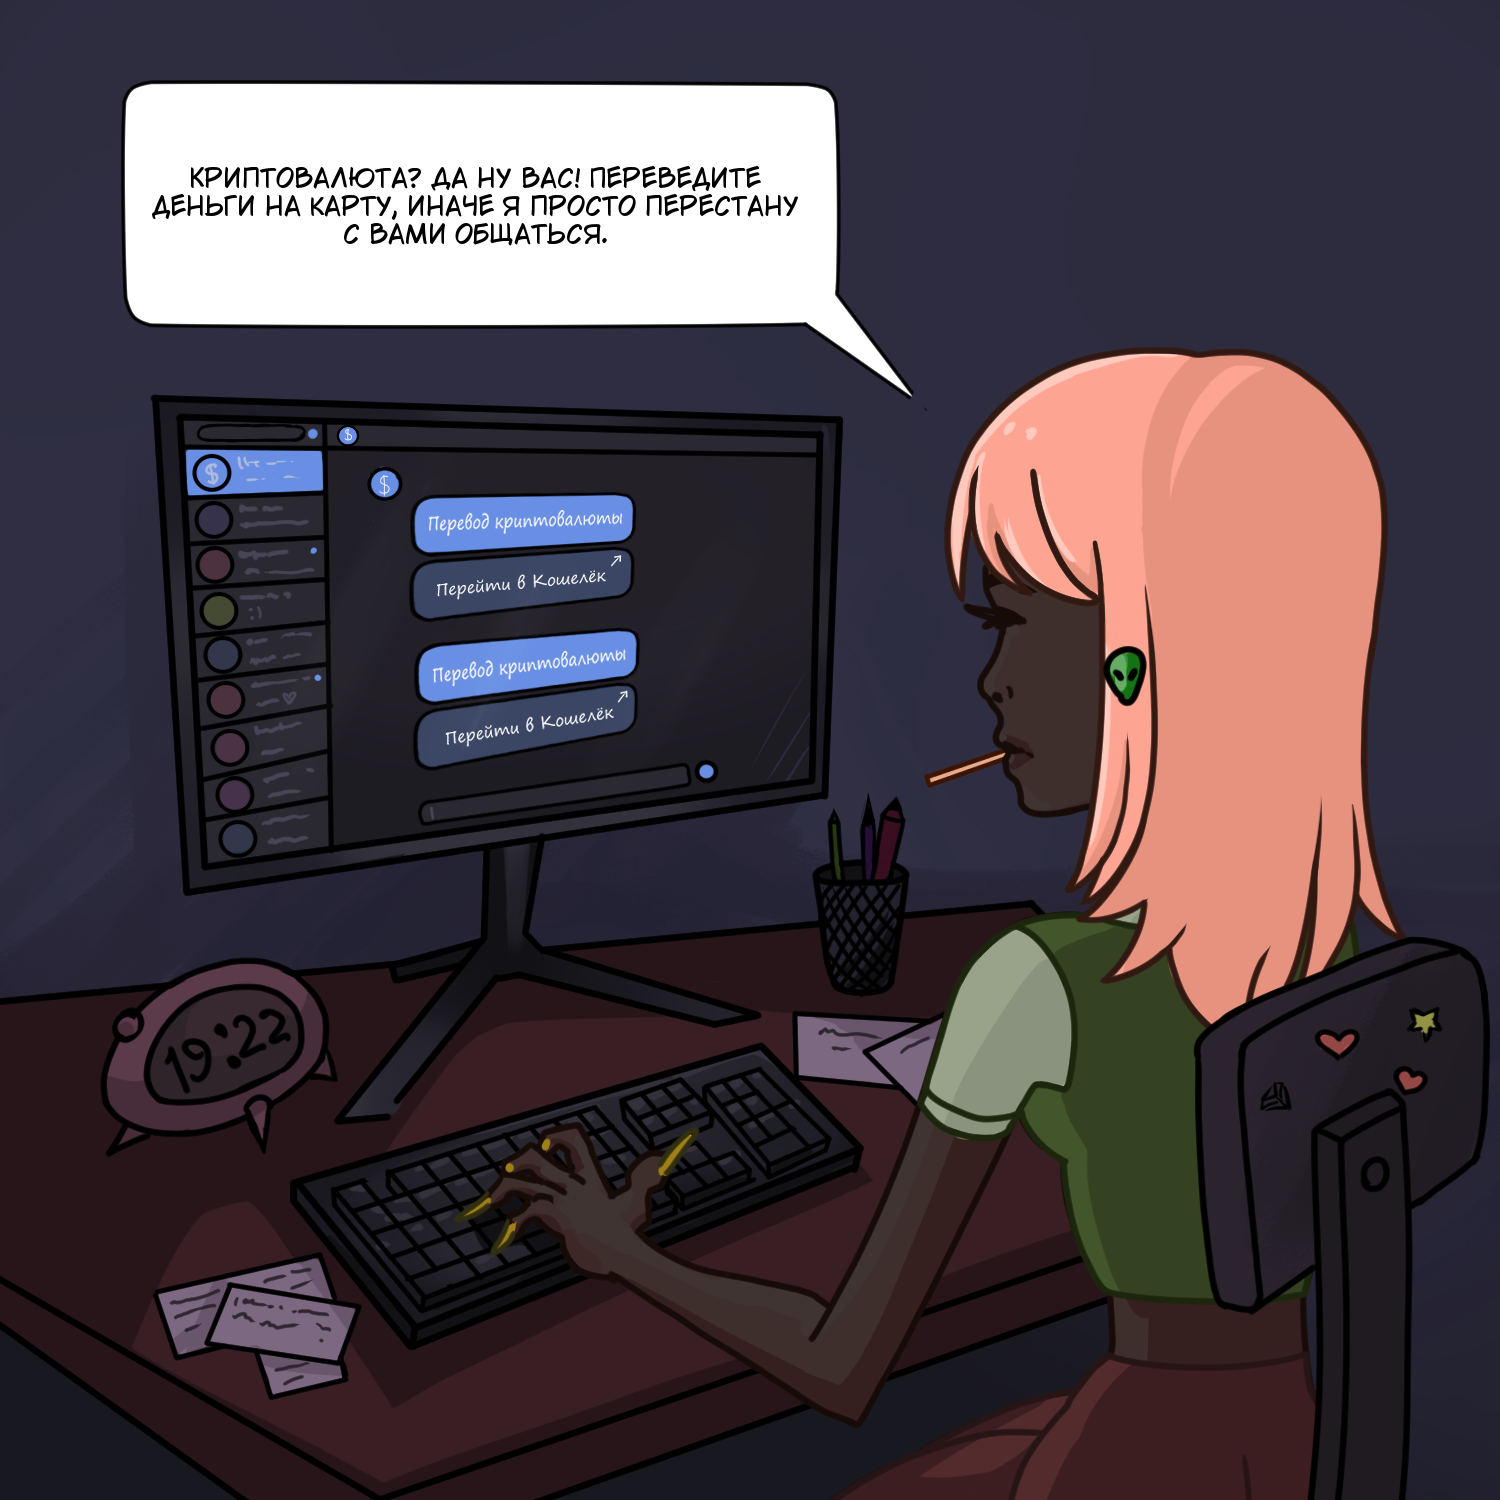 КРИПТОВАЛЮТА? ДА НУ ВАС! ПЕРЕВЕДИТЕ
ДЕНЬГИ НА КАРТУ, ИНАЧЕ Я ПРОСТО ПЕРЕСТАНУ
С ВАМИ ОБЩАТЬСЯ.
$
$
$
Перевод криптовалюты
Перейти в Кошелёк
:)
Перевод криптовалюты
Перейти в Кошелёк
19:22